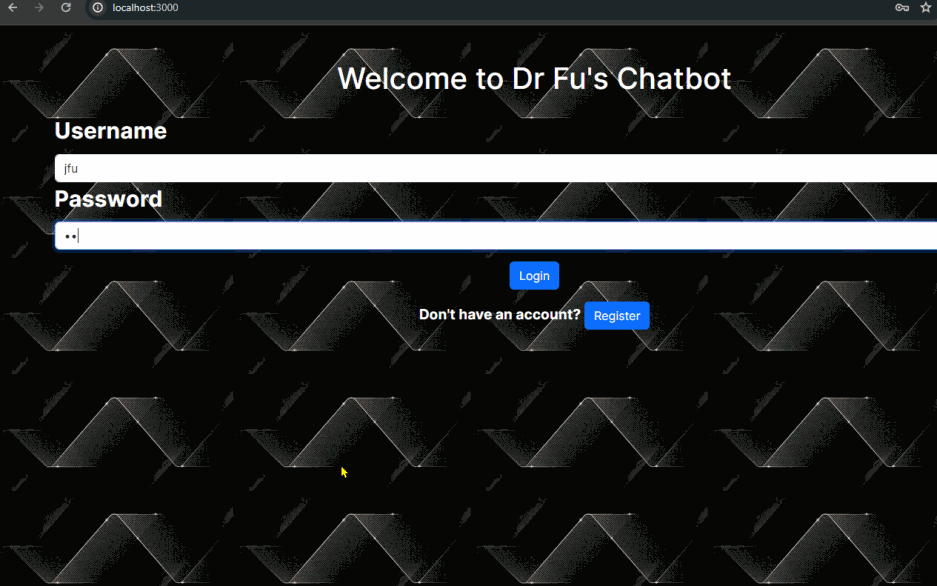 localhost:3000
Welcome to Dr Fu's Chatbot
Username
jfu
Password
••
Login
Don't have an account? Register